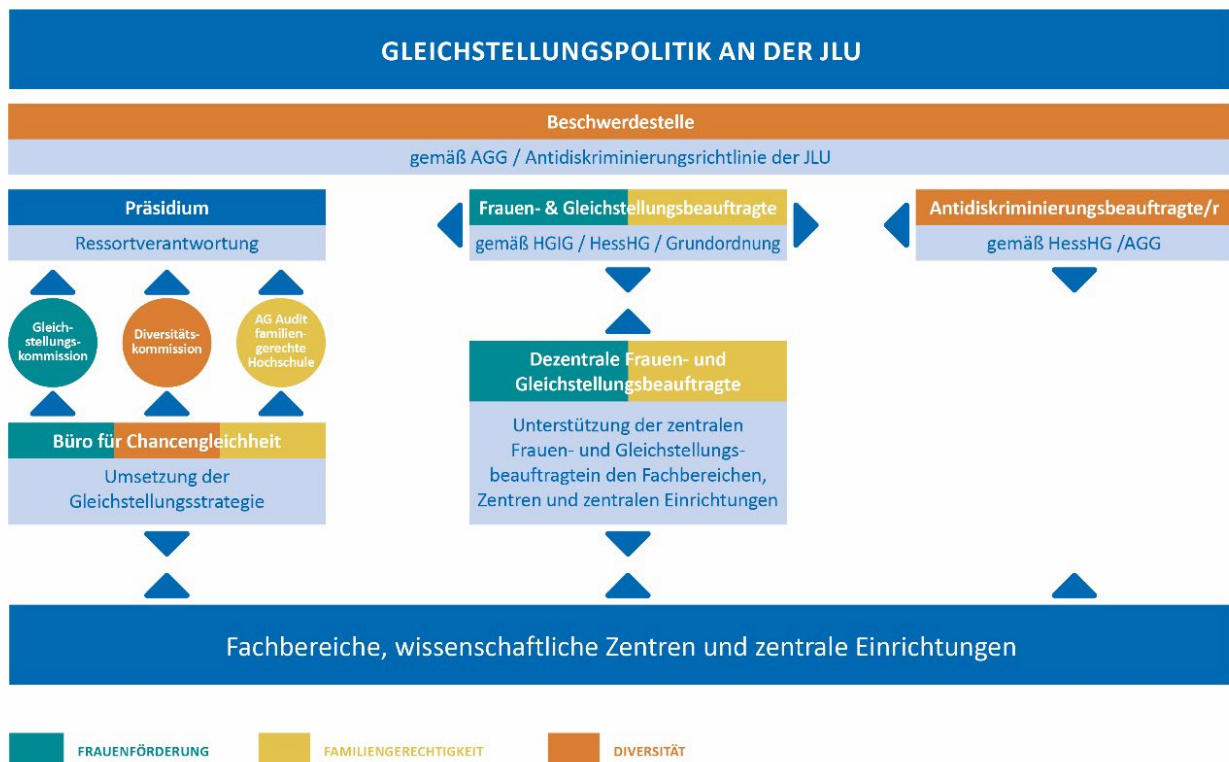 GLEICHSTELLUNGSPOLITIK AN DER JLU
Beschwerdestelle
gemäß AGG / Antidiskriminierungsrichtlinie der JLU
Präsidium
Ressortverantwortung
Frauen- & Gleichstellungsbeauftragte
gemäß HGIG / HessHG / Grundordnung
Antidiskriminierungsbeauftragte/r
gemäß HessHG /AGG
Gleich-
stellungs-
kommission
Diversitäts-
kommission
AG Audit
familien-
gerechte
Hochschule
Büro für Chancengleichheit
Umsetzung der
Gleichstellungsstrategie
Dezentrale Frauen- und
Gleichstellungsbeauftragte
Unterstützung der zentralen
Frauen- und Gleichstellungs-
beauftragtein den Fachbereichen,
Zentren und zentralen Einrichtungen
Fachbereiche, wissenschaftliche Zentren und zentrale Einrichtungen
FRAUENFÖRDERUNG
FAMILIENGERECHTIGKEIT
DIVERSITÄT